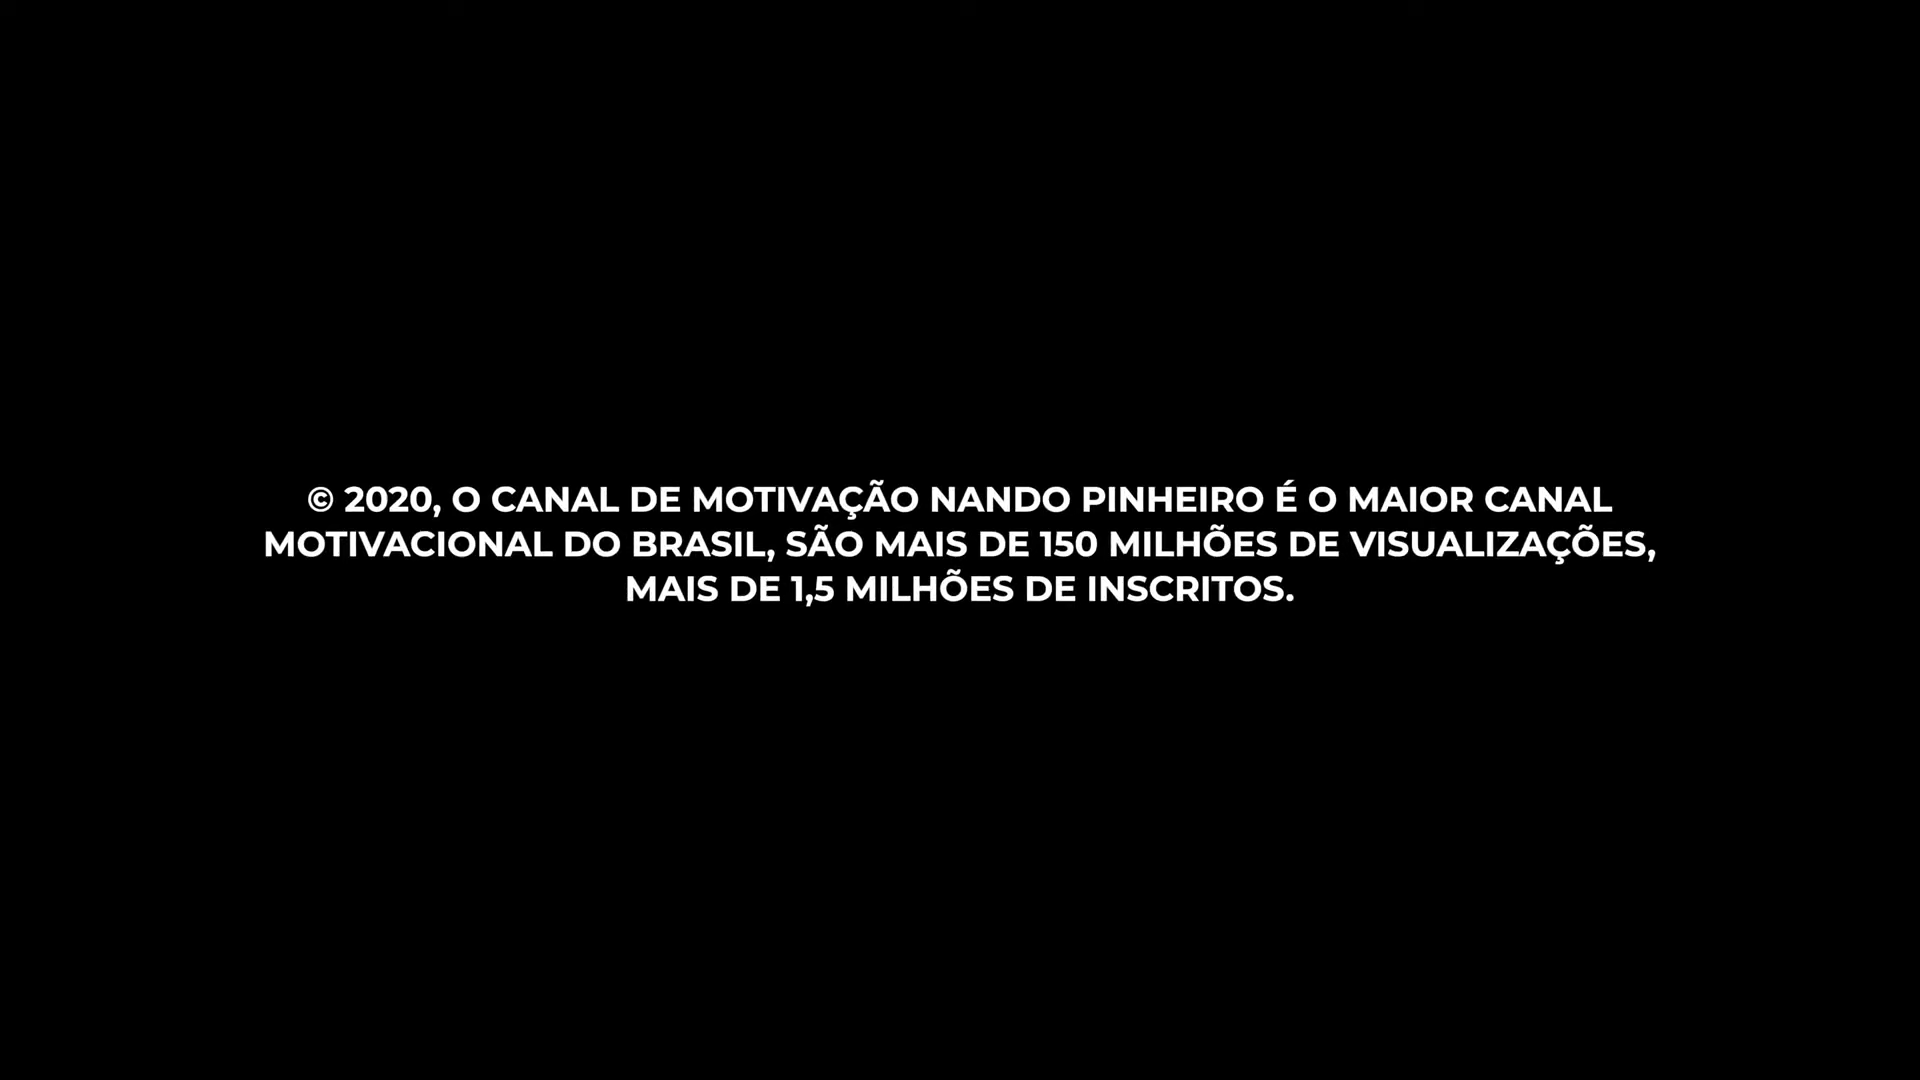 © 2020, O CANAL DE MOTIVAÇÃO NANDO PINHEIRO É O MAIOR CANAL
MOTIVACIONAL DO BRASIL, SÃO MAIS DE 150 MILHÕES DE VISUALIZAÇÕES,
MAIS DE 1,5 MILHÕES DE INSCRITOS.